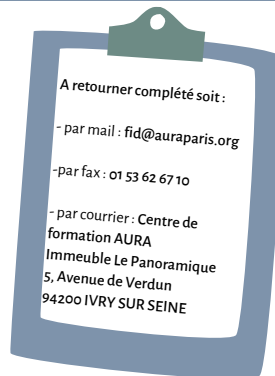 A retourner complété soit :
- par mail : fid@auraparis.org
-par fax : 01 53 62 67 10
- par courrier : Centre de
formation AURA
Immeuble Le Panoramique
5, Avenue de Verdun
94200 IVRY SUR SEINE